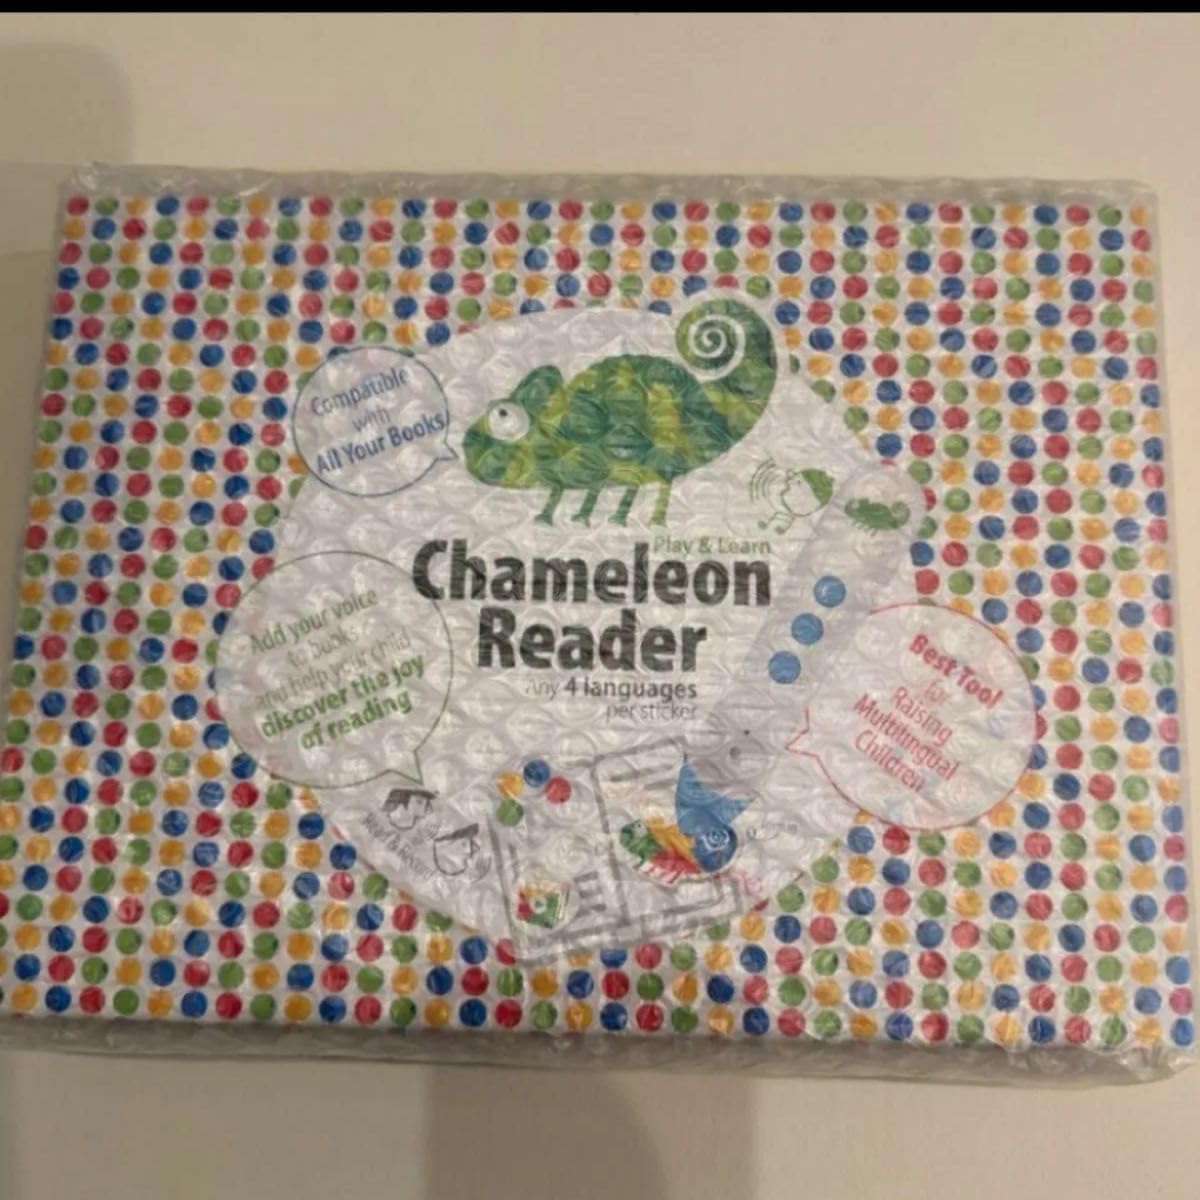 Compatible
with
All Your Books
Play & Learn
Chameleon
Reader
Any 4 languages
per sticker
Add your voice
to books
and help your child
discover the joy
of reading
Best Tool
for
Raising
Multilingual
Children